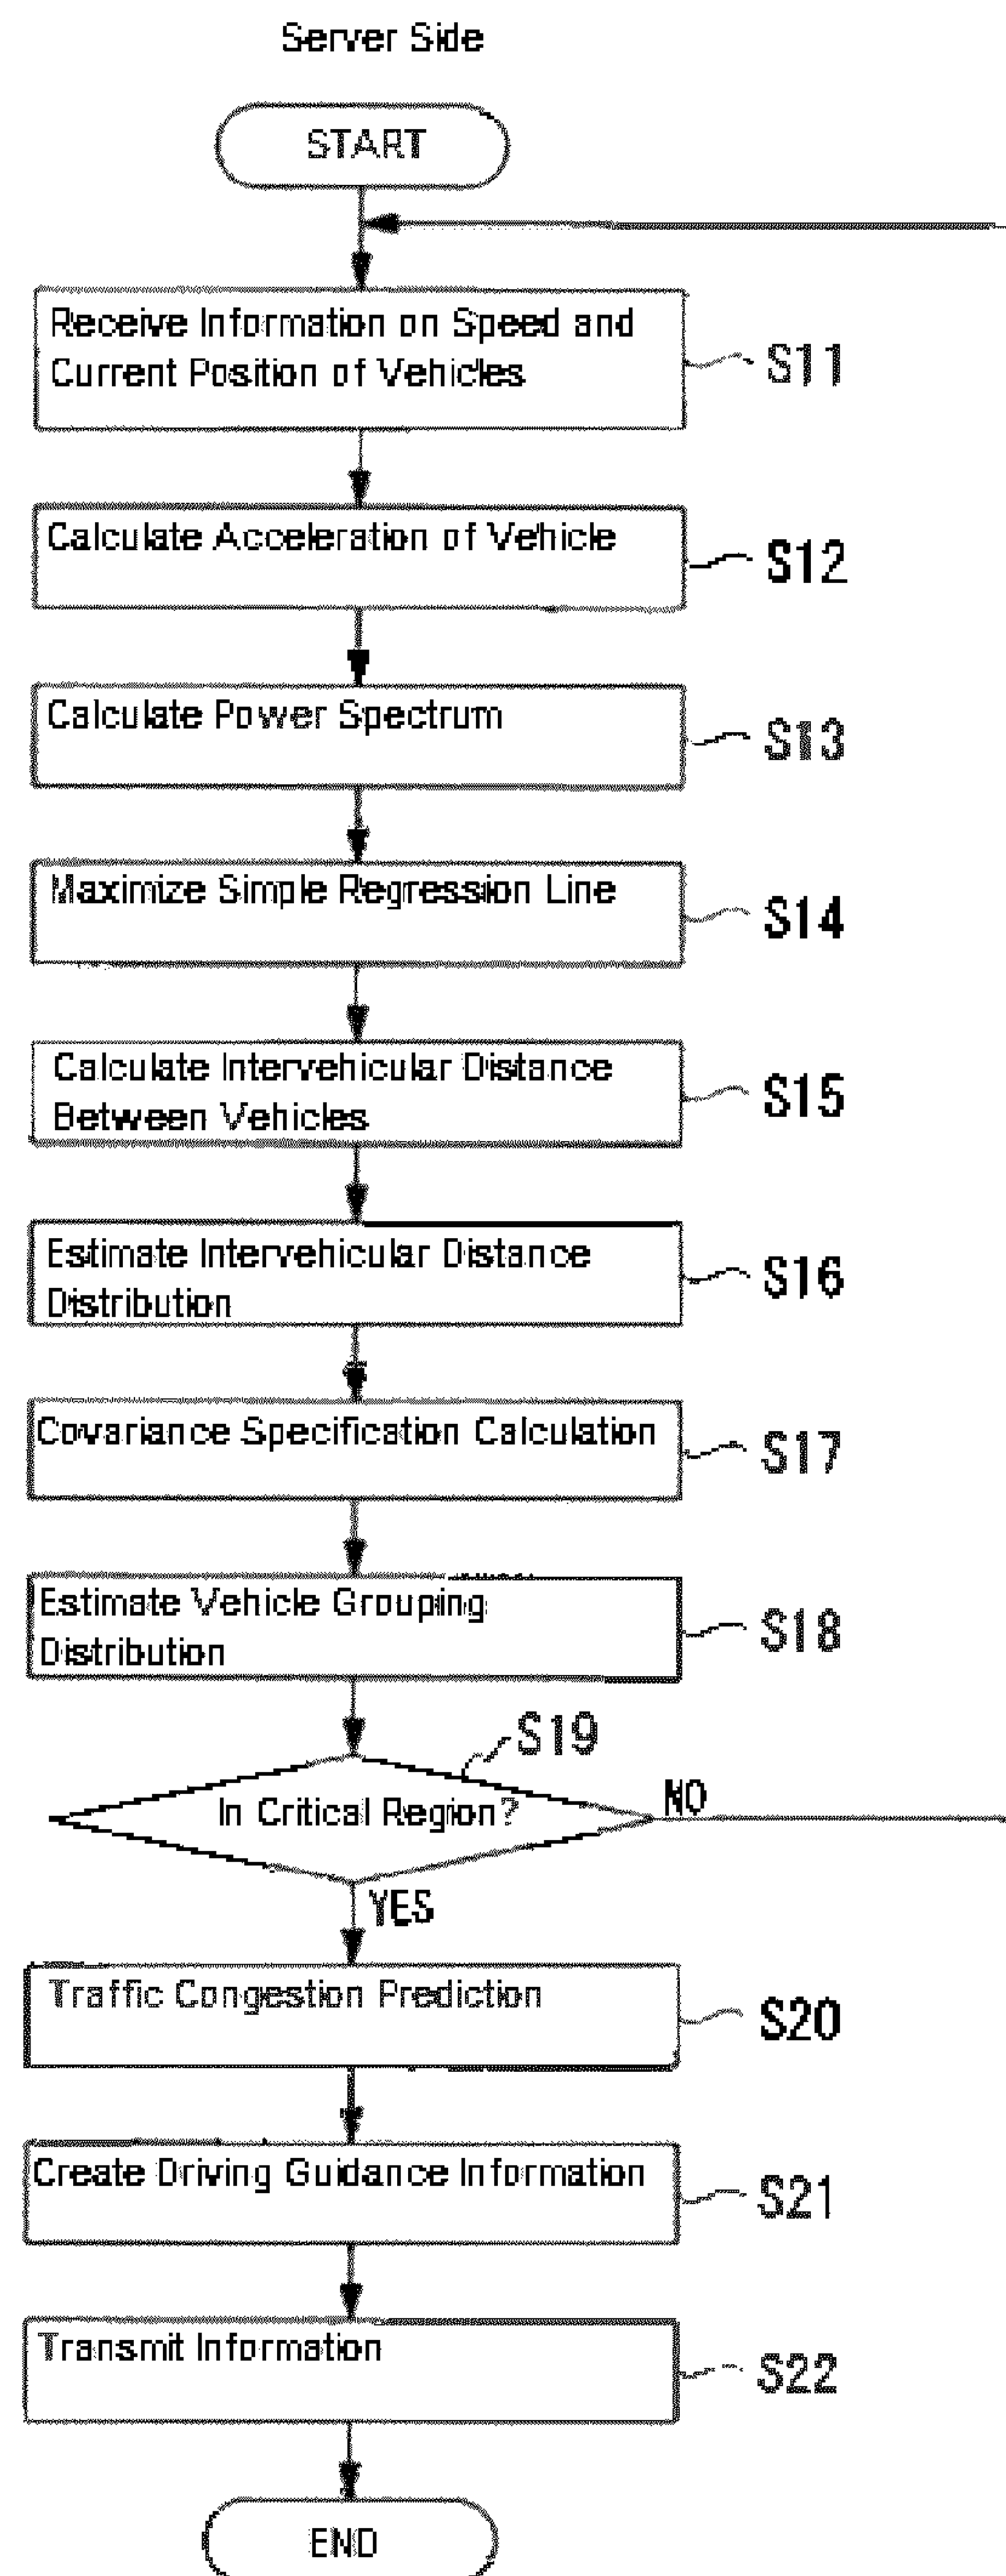 Server Side
START
Receive Information on Speed and
Current Position of Vehicles
S11
Calculate Acceleration of Vehicle
S12
Calculate Power Spectrum
S13
Maximize Simple Regression Line
S14
Calculate Intervehicular Distance
Between Vehicles
S15
Estimate Intervehicular Distance
Distribution
S16
Covariance Specification Calculation
S17
Estimate Vehicle Grouping
Distribution
S18
S19
In Critical Region?
NO
YES
Traffic Congestion Prediction
S20
Create Driving Guidance Information
S21
Transmit Information
S22
END